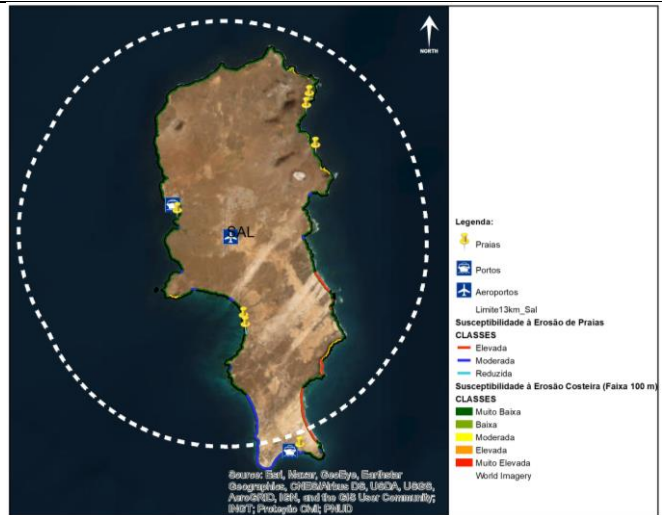 NORTH
SAL
Source: Esri, Maxar, GeoEye, Earthstar
Geographics, CNES/Airbus DS, USDA, USGS,
AeroGRID, IGN, and the GIS User Community;
INGT; Proteção Civil; PNUD
Legenda:
Praias
Portos
Aeroportos
Limite13km_Sal
Susceptibilidade à Erosão de Praias
CLASSES
Elevada
Moderada
Reduzida
Susceptibilidade à Erosão Costeira (Faixa 100 m)
CLASSES
Muito Baixa
Baixa
Moderada
Elevada
Muito Elevada
World Imagery